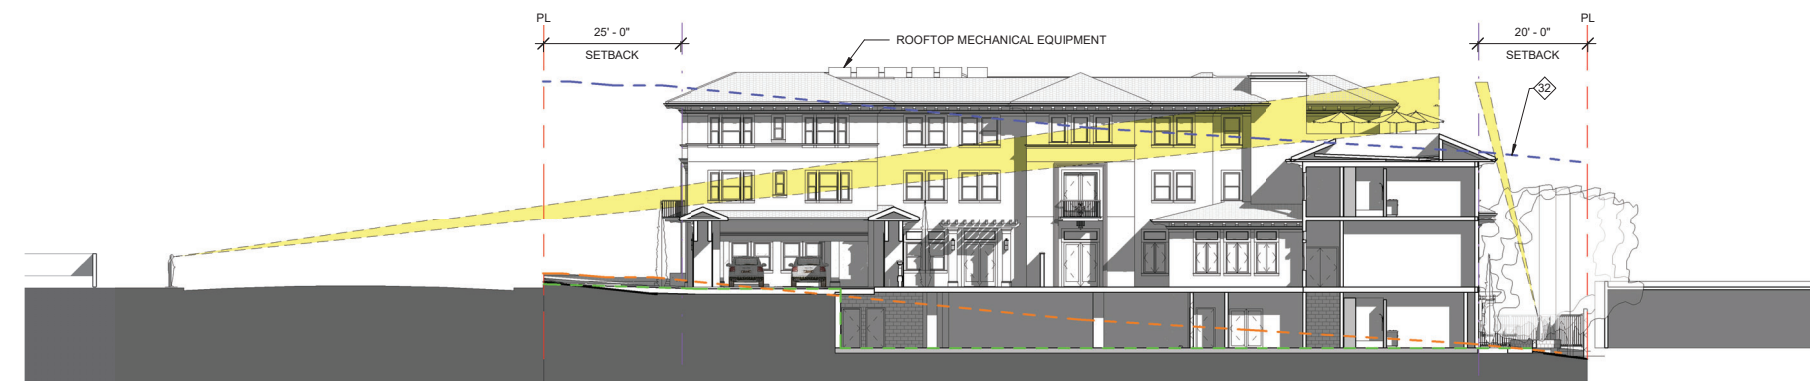 PL
25' - 0"
SETBACK
ROOFTOP MECHANICAL EQUIPMENT
PL
20' - 0"
SETBACK
32